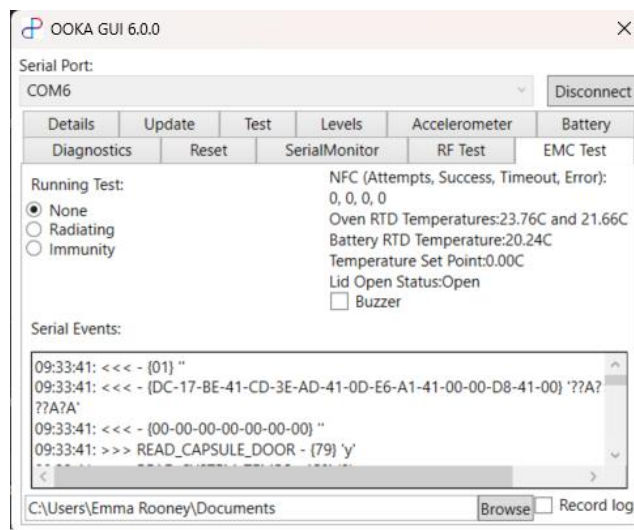 OOKA GUI 6.0.0
Serial Port:
COM6
Disconnect
Details Update Test Levels Accelerometer Battery
Diagnostics Reset SerialMonitor RF Test EMC Test
Running Test:
None
Radiating
Immunity
NFC (Attempts, Success, Timeout, Error):
0, 0, 0, 0
Oven RTD Temperatures:23.76C and 21.66C
Battery RTD Temperature:20.24C
Temperature Set Point:0.00C
Lid Open Status:Open
Buzzer
Serial Events:
09:33:41: <<< - {01} ''
09:33:41: <<< - {DC-17-BE-41-CD-3E-AD-41-0D-E6-A1-41-00-00-D8-41-00} '??A?
??A?A'
09:33:41: <<< - {00-00-00-00-00-00-00} ''
09:33:41: >>> READ_CAPSULE_DOOR - {79} 'y'
C:\Users\Emma Rooney\Documents
Browse
Record log